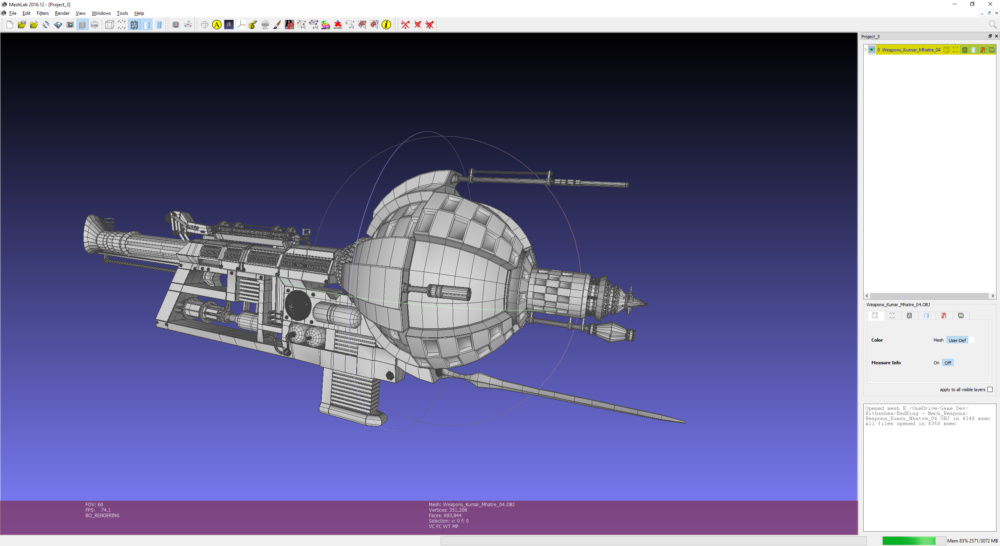 MeshLab 2016.12 - [Project_3]
File Edit Filters Render View Windows Tools Help
A
PP
GEOREF
i
Project_3
0 Weapons_Kumar_Mhatre_04
Weapons_Kumar_Mhatre_04.OBJ
Color Mesh User-Def
Measure Info On Off
apply to all visible layers
Opened mesh E:/OneDrive/Game Dev/
Kitbashes/BadKing - Mech_Weapons/
Weapons_Kumar_Mhatre_04.OBJ in 4348 msec
All files opened in 4358 msec
FOV: 60
FPS: 74.1
BO_RENDERING
Mesh: Weapons_Kumar_Mhatre_04.OBJ
Vertices: 351,208
Faces: 693,844
Selection: v: 0 f: 0
VC FC WT MP
Mem 83% 2571/3072 MB